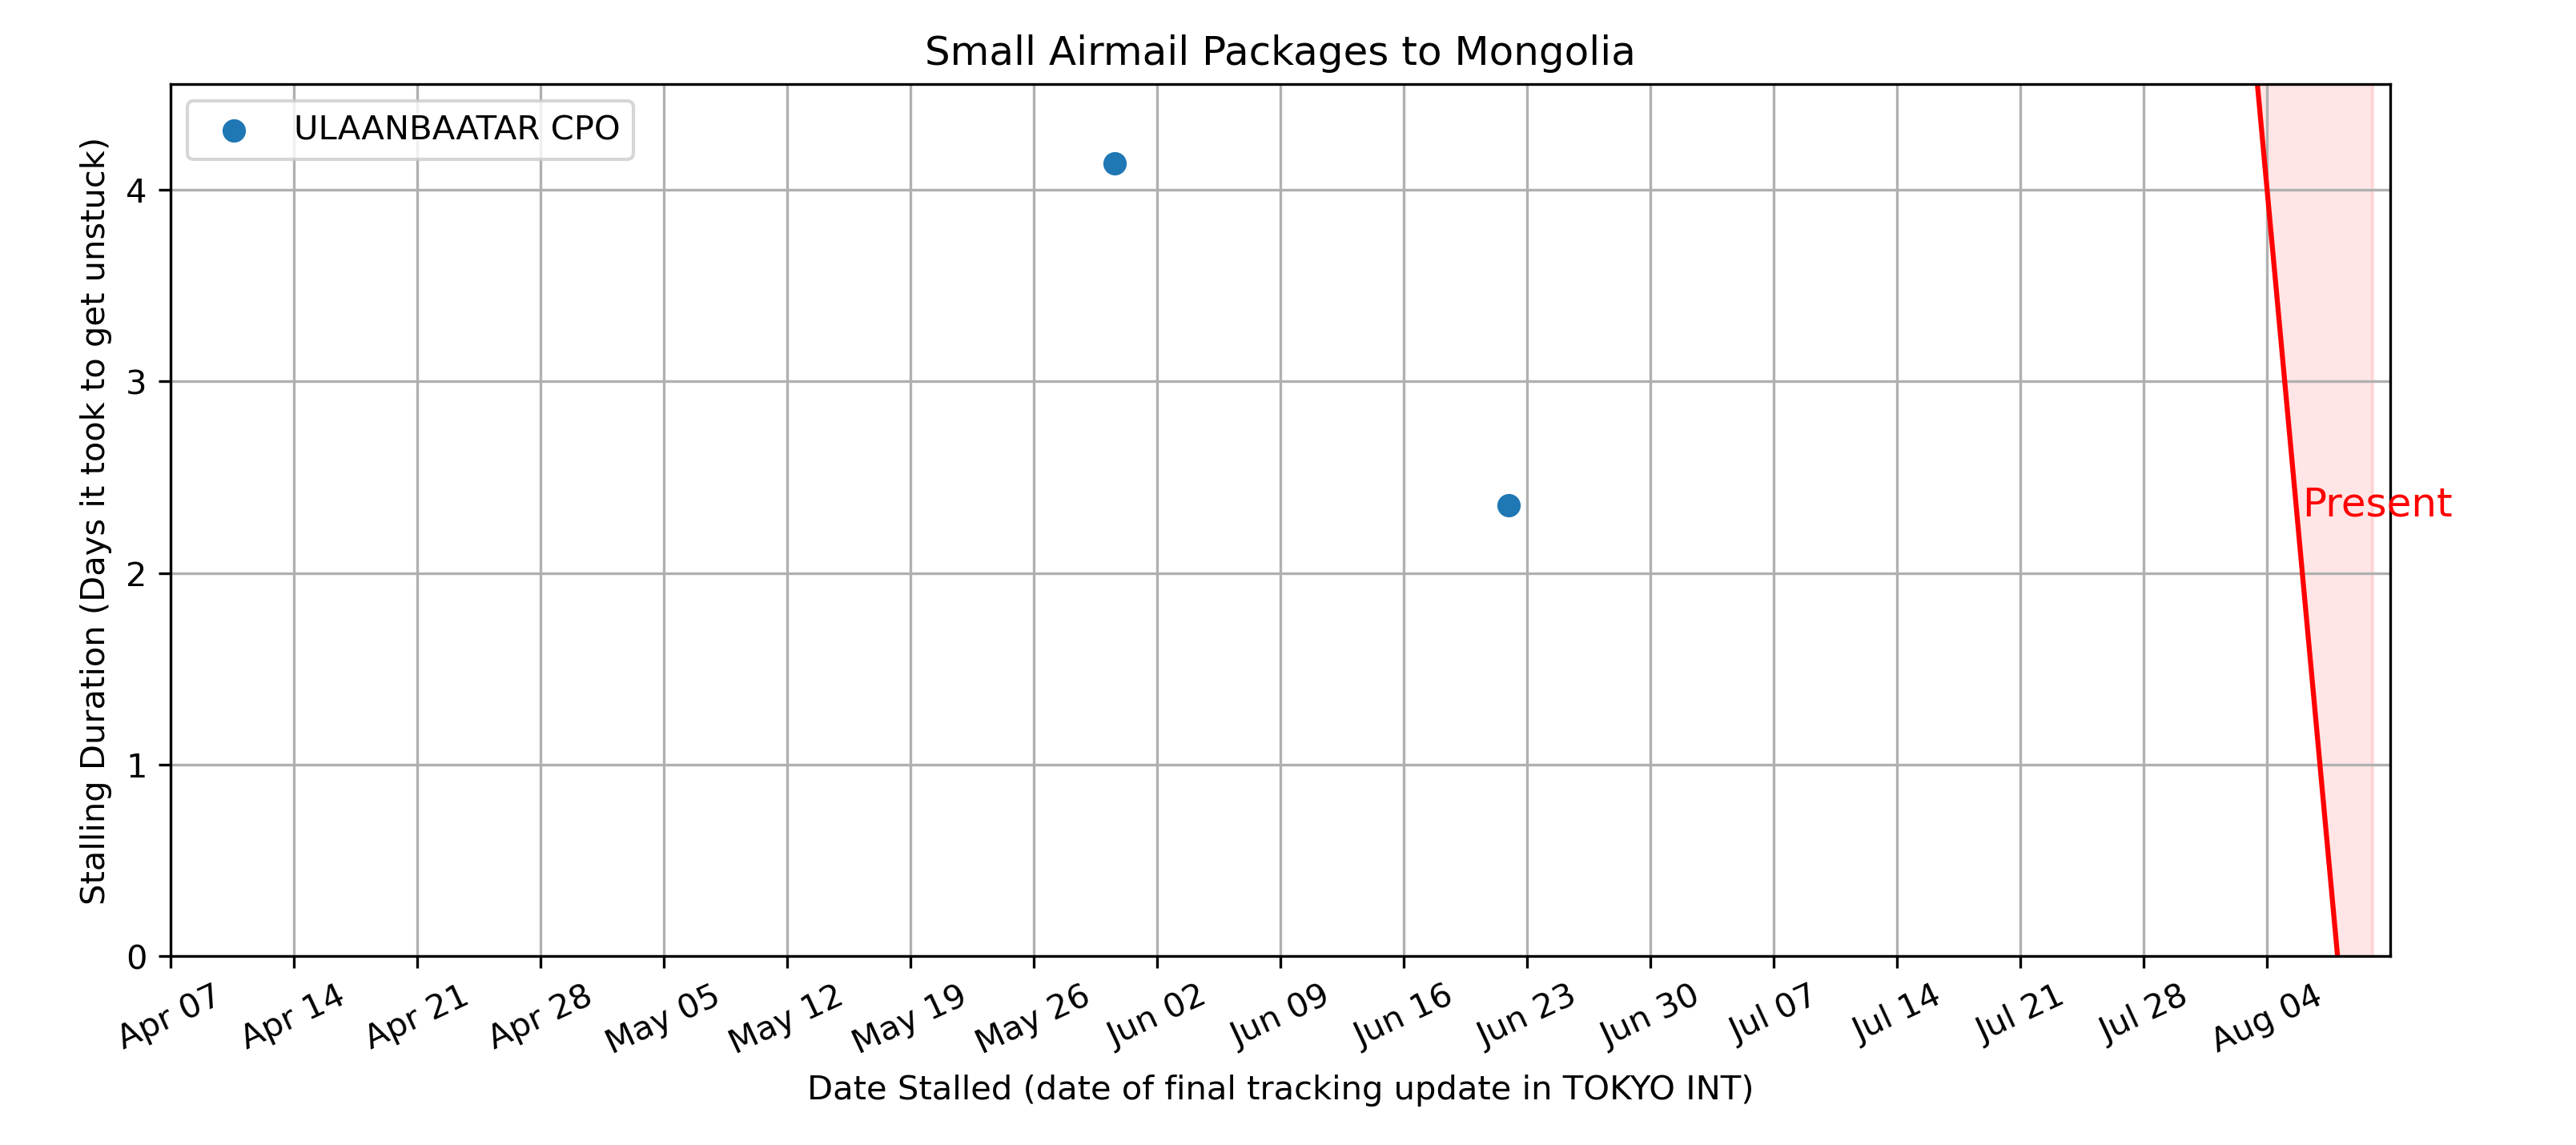 Small Airmail Packages to Mongolia
ULAANBAATAR CPO
Stalling Duration (Days it took to get unstuck)
4
3
2
1
0
Present
Apr 07
Apr 14
Apr 21
Apr 28
May 05
May 12
May 19
May 26
Jun 02
Jun 09
Jun 16
Jun 23
Jun 30
Jul 07
Jul 14
Jul 21
Jul 28
Aug 04
Date Stalled (date of final tracking update in TOKYO INT)